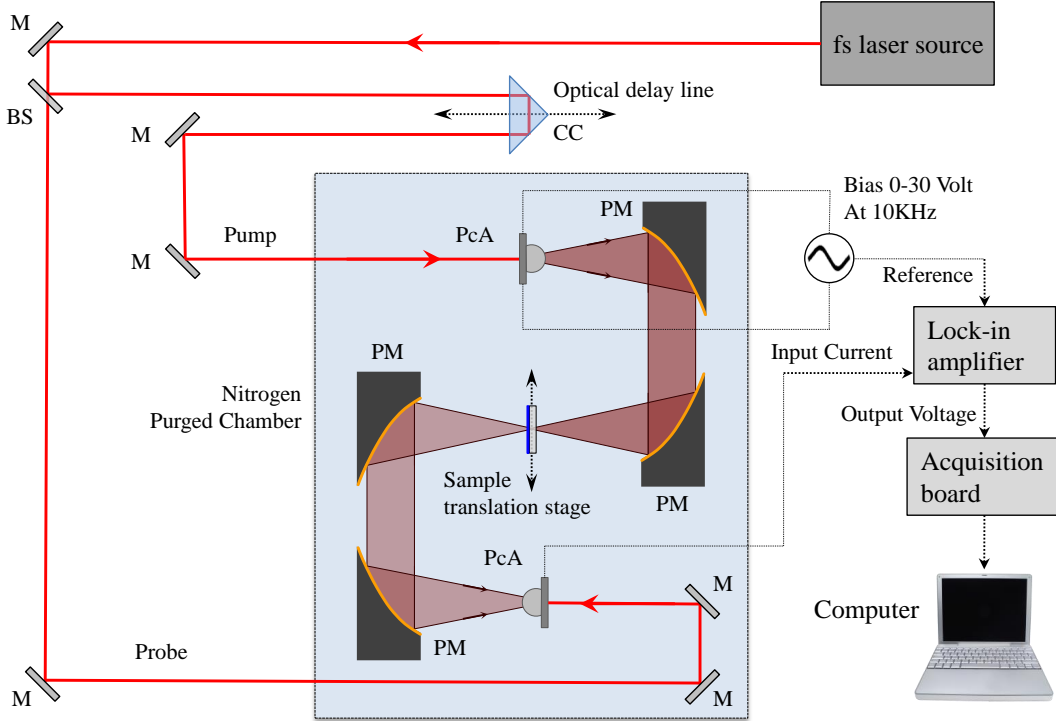 M
fs laser source
BS
Optical delay line
CC
M
Bias 0-30 Volt
At 10KHz
PM
Pump
PcA
M
Reference
Lock-in
amplifier
Input Current
PM
Nitrogen
Purged Chamber
Output Voltage
Acquisition
board
Sample
translation stage
PM
PcA
M
Computer
PM
Probe
M
M